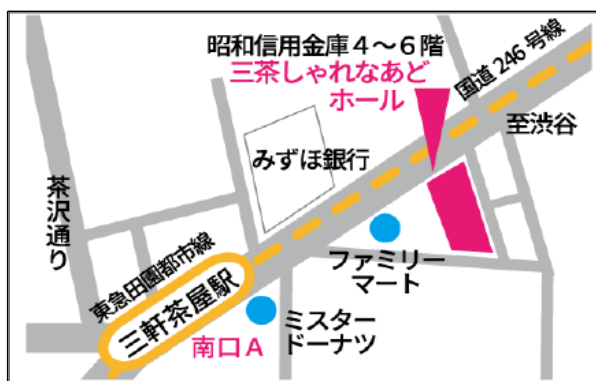 昭和信用金庫４～６階
三茶しゃれなあど
ホール
国道246号線
至渋谷
みずほ銀行
茶沢通り
東急田園都市線
三軒茶屋駅
ファミリー
マート
南口Ａ
ミスター
ドーナツ